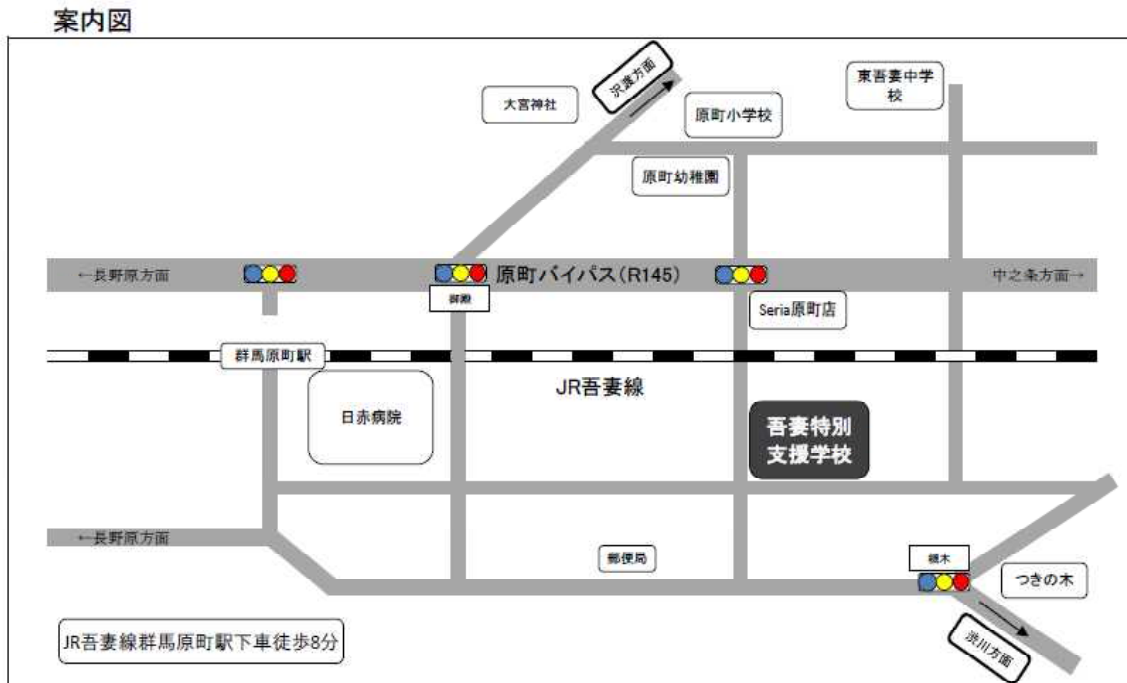 案内図
沢渡方面
大宮神社
原町小学校
東吾妻中学
校
原町幼稚園
←長野原方面
原町バイパス(R145)
中之条方面→
御殿
Seria原町店
群馬原町駅
JR吾妻線
日赤病院
吾妻特別
支援学校
←長野原方面
郵便局
槻木
つきの木
渋川方面
JR吾妻線群馬原町駅下車徒歩8分